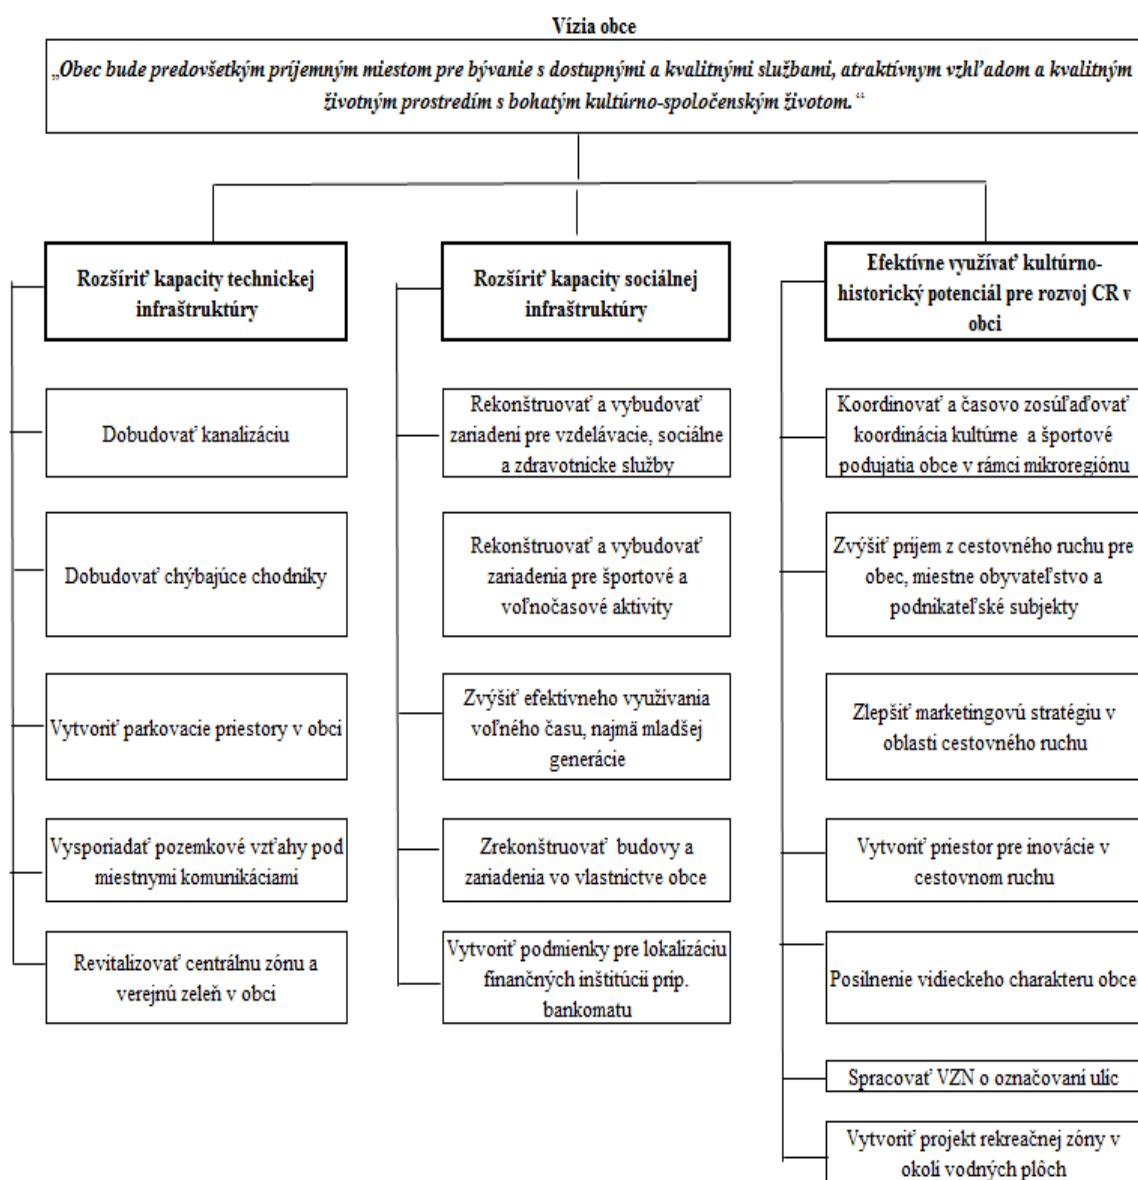 Vízia obce
„Obec bude predovšetkým príjemným miestom pre bývanie s dostupnými a kvalitnými službami, atraktívnym vzhľadom a kvalitným
životným prostredím s bohatým kultúrno-spoločenským životom.“
Rozšíriť kapacity technickej
infraštruktúry
Dobudovať kanalizáciu
Dobudovať chýbajúce chodníky
Vytvoriť parkovacie priestory v obci
Vysporiadať pozemkové vzťahy pod
miestnymi komunikáciami
Revitalizovať centrálnu zónu a
verejnú zeleň v obci
Rozšíriť kapacity sociálnej
infraštruktúry
Rekonštruovať a vybudovať
zariadení pre vzdelávacie, sociálne
a zdravotnícke služby
Rekonštruovať a vybudovať
zariadenia pre športové a
voľnočasové aktivity
Zvýšiť efektívneho využívania
voľného času, najmä mladšej
generácie
Zrekonštruovať budovy a
zariadenia vo vlastníctve obce
Vytvoriť podmienky pre lokalizáciu
finančných inštitúcii príp.
bankomatu
Efektívne využívať kultúrno-
historický potenciál pre rozvoj CR v
obci
Koordinovať a časovo zosúľaďovať
koordinácia kultúrne a športové
podujatia obce v rámci mikroregiónu
Zvýšiť príjem z cestovného ruchu pre
obec, miestne obyvateľstvo a
podnikateľské subjekty
Zlepšiť marketingovú stratégiu v
oblasti cestovného ruchu
Vytvoriť priestor pre inovácie v
cestovnom ruchu
Posilnenie vidieckeho charakteru obce
Spracovať VZN o označovaní ulíc
Vytvoriť projekt rekreačnej zóny v
okolí vodných plôch